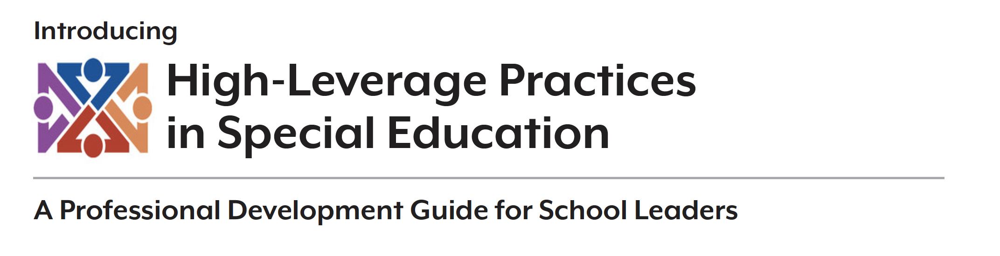 Introducing
High-Leverage Practices
in Special Education
A Professional Development Guide for School Leaders